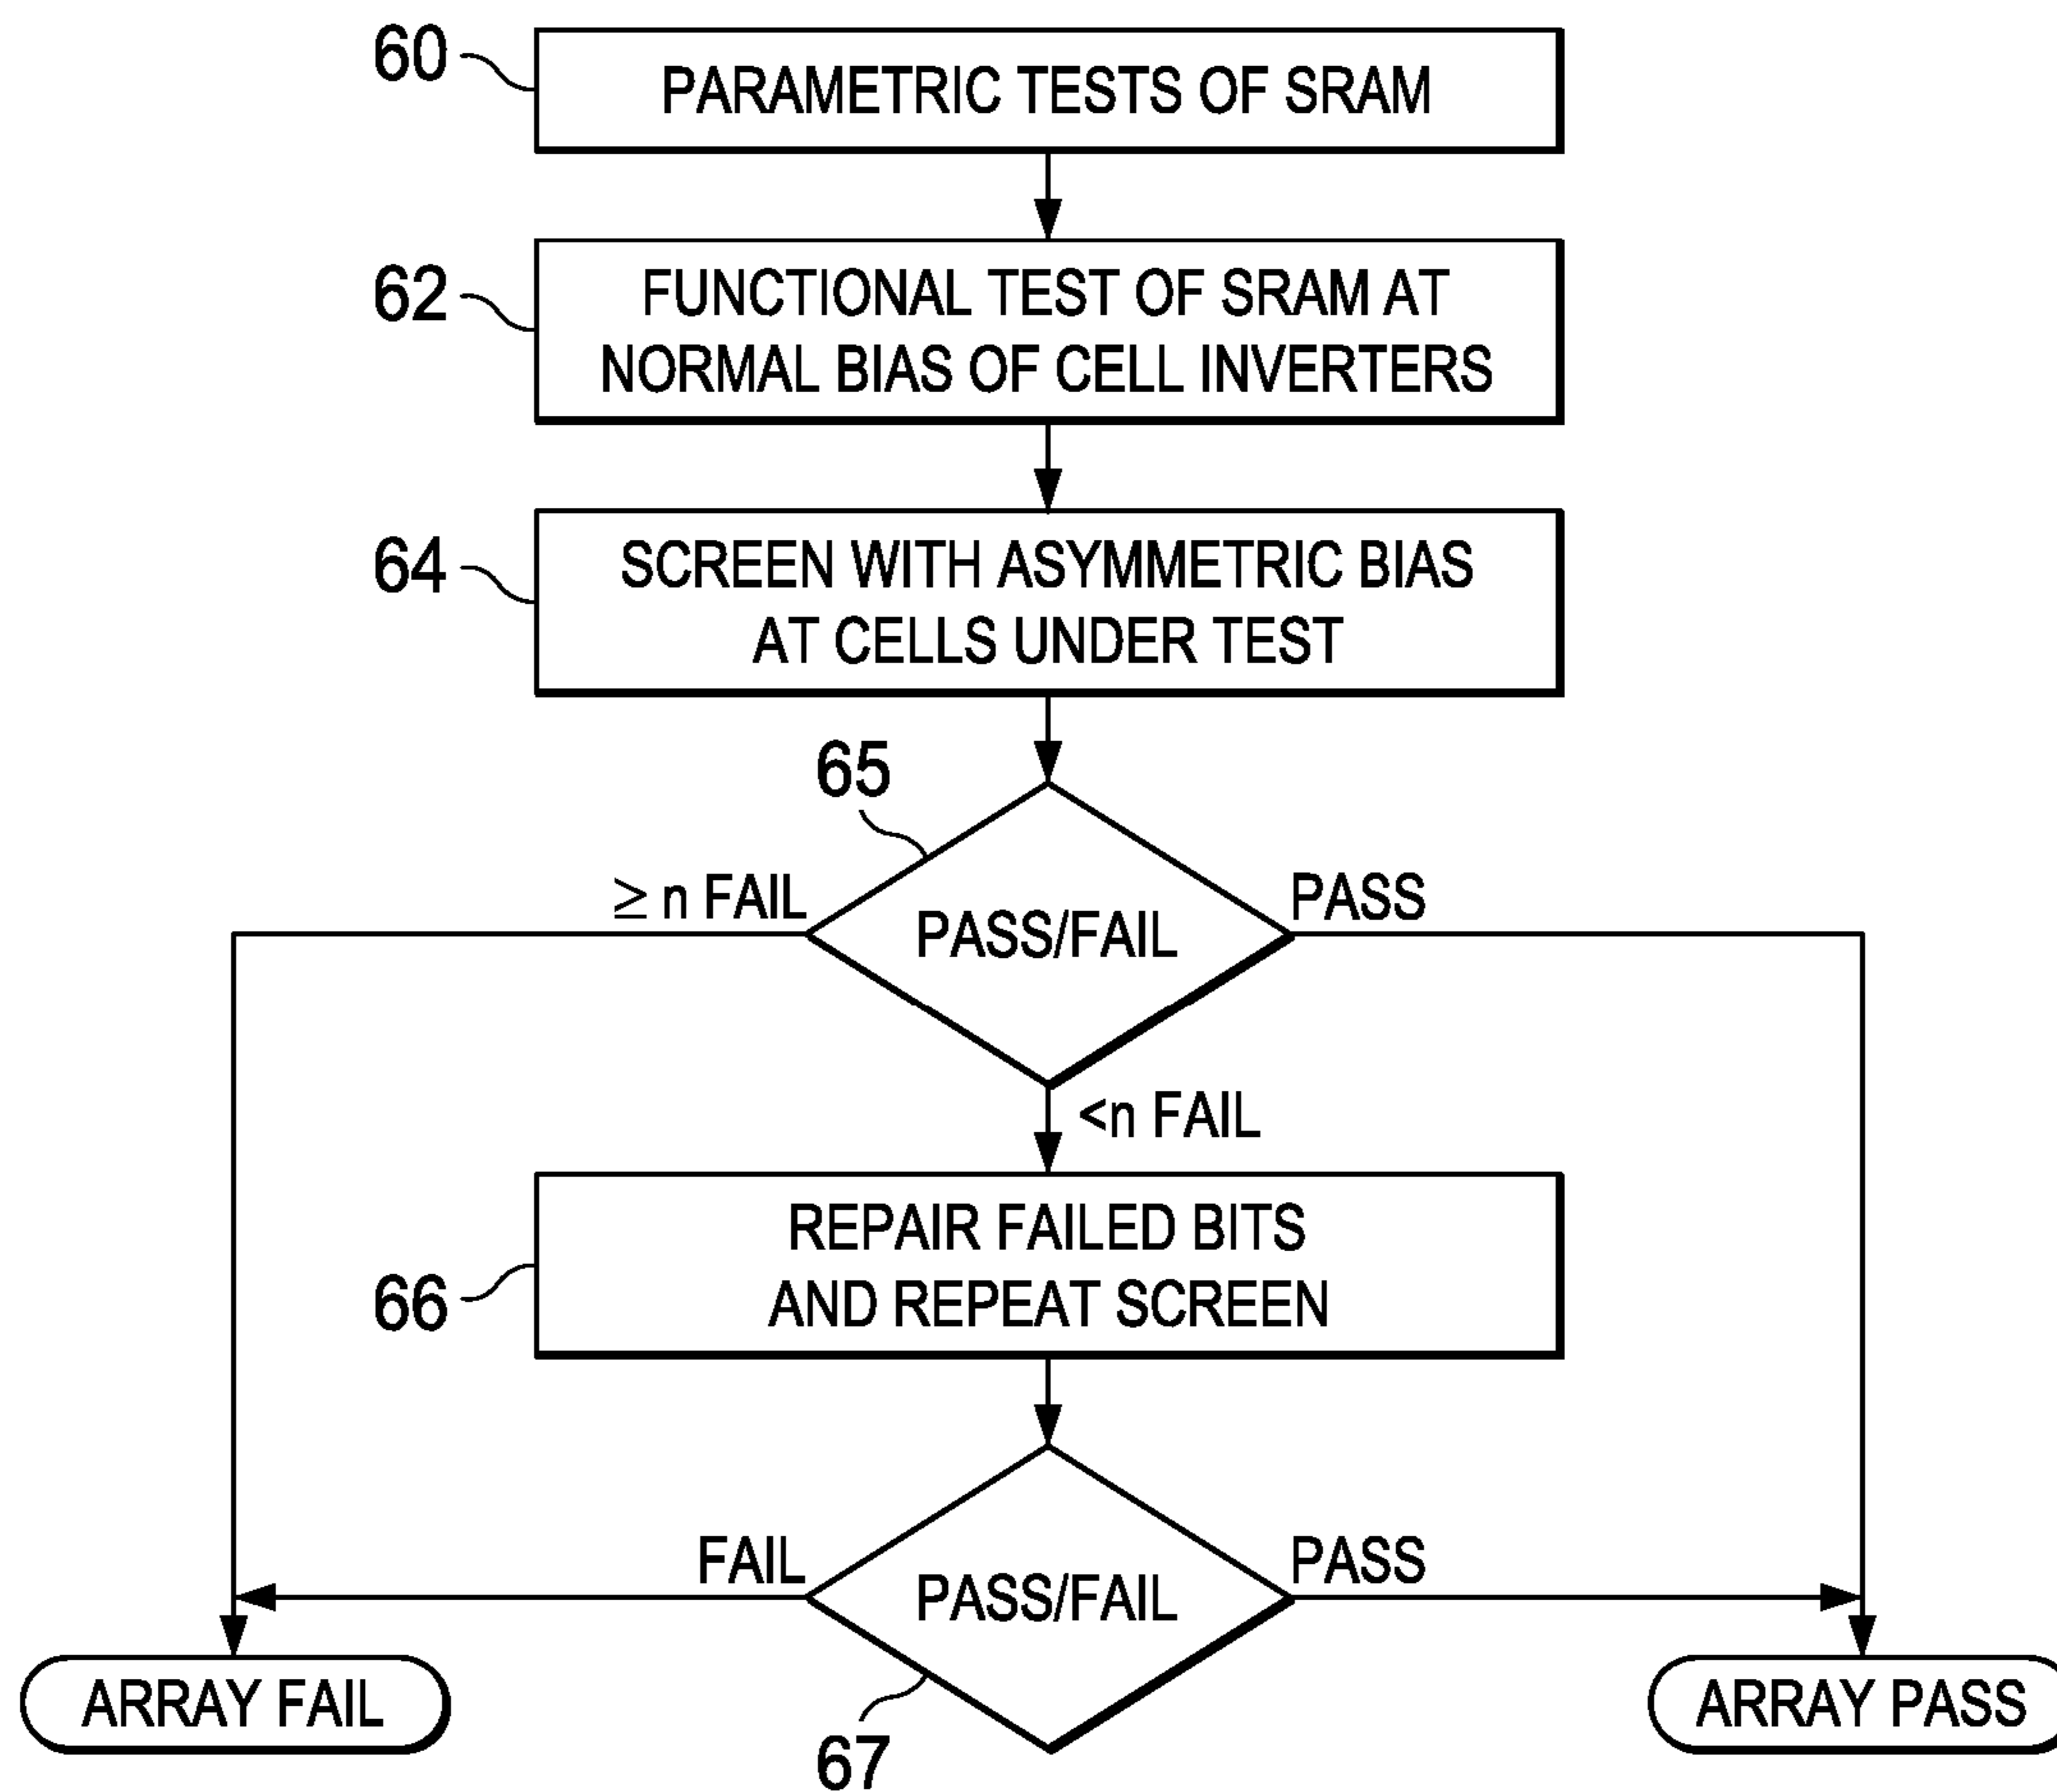 60
PARAMETRIC TESTS OF SRAM
62
FUNCTIONAL TEST OF SRAM AT
NORMAL BIAS OF CELL INVERTERS
64
SCREEN WITH ASYMMETRIC BIAS
AT CELLS UNDER TEST
65
≥ n FAIL
PASS/FAIL
PASS
<n FAIL
66
REPAIR FAILED BITS
AND REPEAT SCREEN
FAIL
PASS/FAIL
PASS
ARRAY FAIL
67
ARRAY PASS